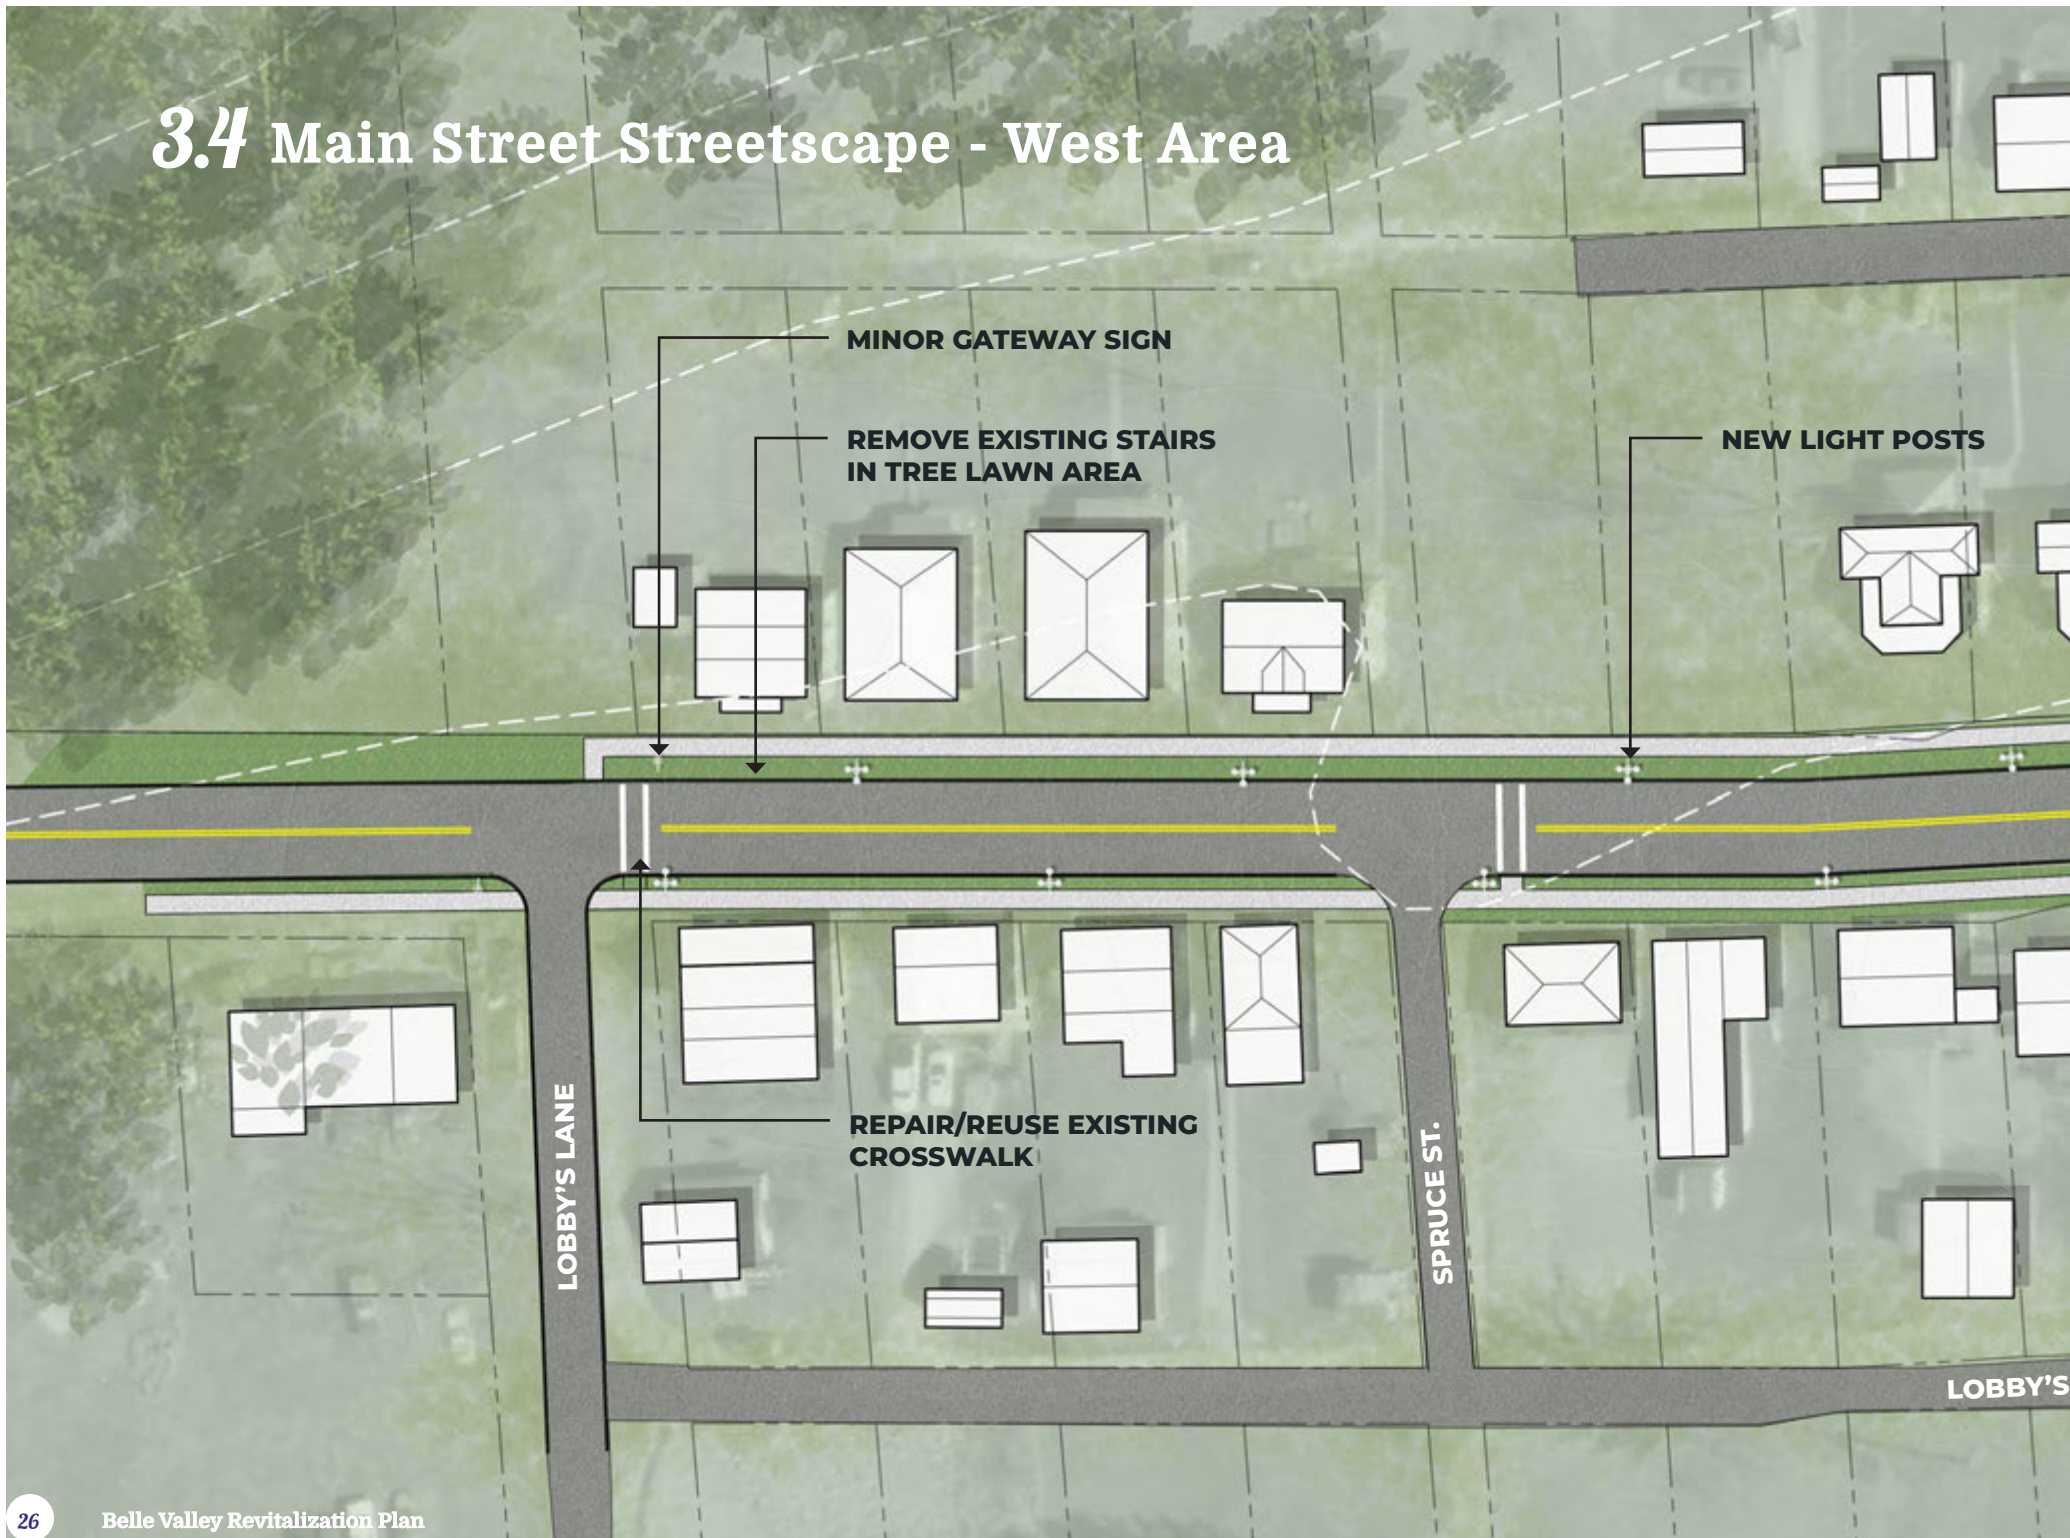 3.4 Main Street Streetscape - West Area
MINOR GATEWAY SIGN
REMOVE EXISTING STAIRS
IN TREE LAWN AREA
NEW LIGHT POSTS
REPAIR/REUSE EXISTING
CROSSWALK
LOBBY'S LANE
SPRUCE ST.
LOBBY'S
26
Belle Valley Revitalization Plan